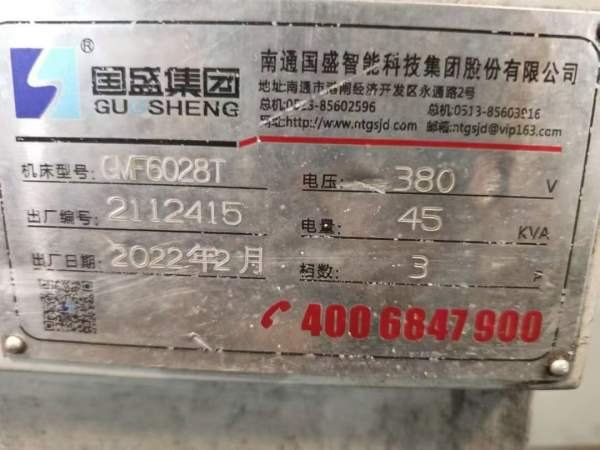 国盛集团
GUOSHENG
®
南通国盛智能科技集团股份有限公司
地址:南通市港闸经济开发区永通路2号
总机:0513-85602596 总机:0513-85603916
网址:http://www.ntgsjd.com 邮箱:ntgsjd@vip163.com
机床型号: GMF6028T 电压: 380 V
出厂编号: 2112415 电量: 45 KVA
出厂日期: 2022年2月 相数: 3 P
400 6847 900